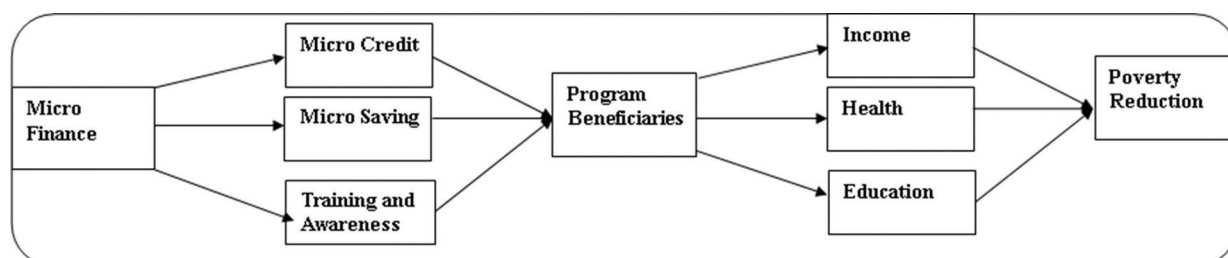 Micro
Finance
Micro Credit
Micro Saving
Training and
Awareness
Program
Beneficiaries
Income
Health
Education
Poverty
Reduction